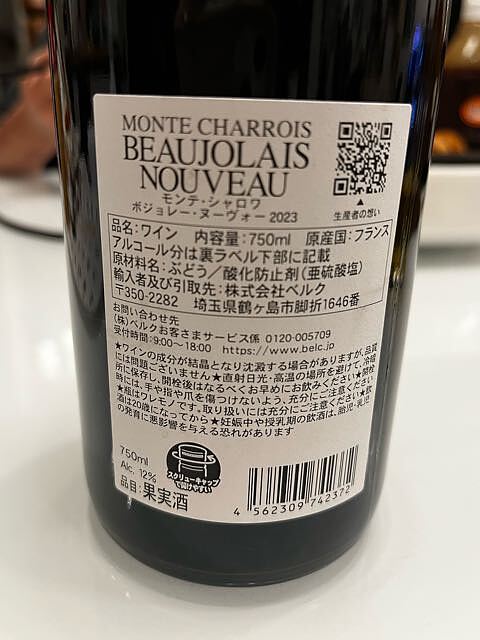 MONTE CHARROIS
BEAUJOLAIS
NOUVEAU
モンテ・シャロワ
ボジョレー・ヌーヴォー 2023
▲
生産者の想い
品名:ワイン 内容量:750ml 原産国:フランス
アルコール分は裏ラベル下部に記載
原材料名:ぶどう/酸化防止剤(亜硫酸塩)
輸入者及び引取先:株式会社ベルク
〒350-2282 埼玉県鶴ヶ島市脚折1646番
お問い合わせ先
(株)ベルクお客さまサービス係 0120-005709
受付時間:9:00~18:00 https://www.belc.jp
★ワインの成分が結晶となり沈澱する場合がありますが、品質
には問題ございません★直射日光・高温の場所を避けて、冷暗
所に保存し、開栓後はなるべくお早めにお飲みください★開栓
時には、手や指や爪を傷つけないよう、充分にご注意ください
★瓶はワレモノです。取り扱いには充分にご注意ください★飲
酒は20歳になってから★妊娠中や授乳期の飲酒は、胎児・乳児
の発育に悪影響を与える恐れがあります
750ml
Alc. 12%
品目:果実酒
スクリューキャップ
で開けやすい
4 562309 742372